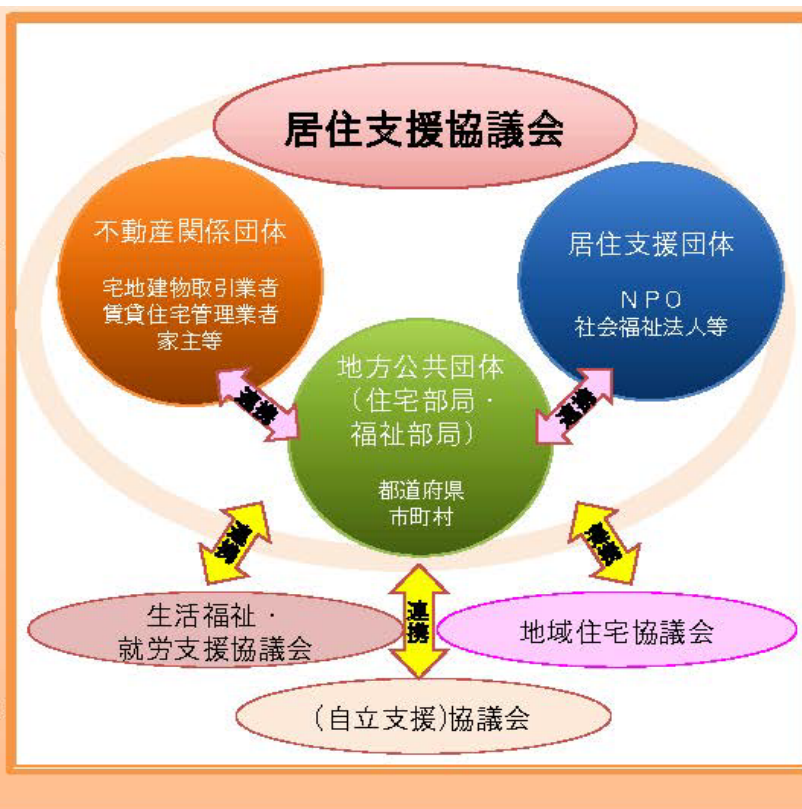 居住支援協議会
不動産関係団体
宅地建物取引業者
賃貸住宅管理業者
家主等
居住支援団体
ＮＰＯ
社会福祉法人等
地方公共団体
（住宅部局・
福祉部局）
都道府県
市町村
連携
連携
連携
連携
連携
生活福祉・
就労支援協議会
地域住宅協議会
(自立支援)協議会